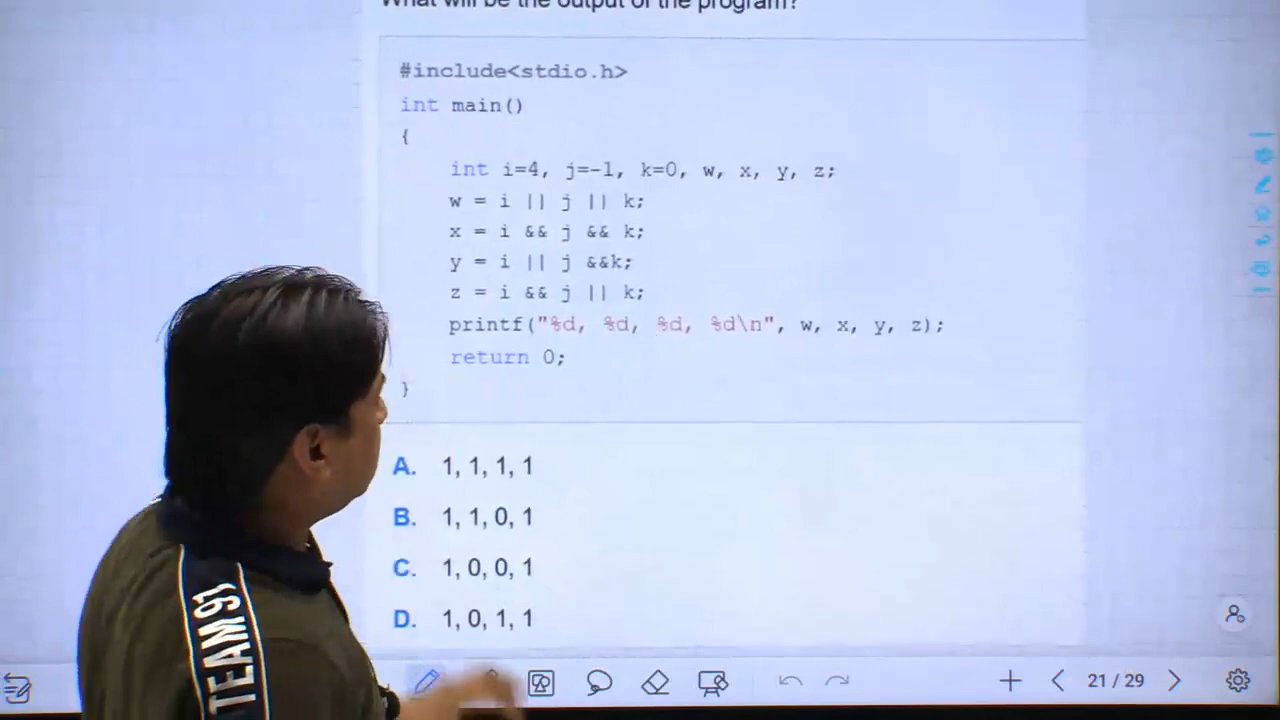 What will be the output of the program?
#include<stdio.h>
int main()
{
int i=4, j=-1, k=0, w, x, y, z;
w = i || j || k;
x = i && j && k;
y = i || j &&k;
z = i && j || k;
printf("%d, %d, %d, %d\n", w, x, y, z);
return 0;
}
A. 1, 1, 1, 1
B. 1, 1, 0, 1
C. 1, 0, 0, 1
D. 1, 0, 1, 1
TEAM 91
21 / 29